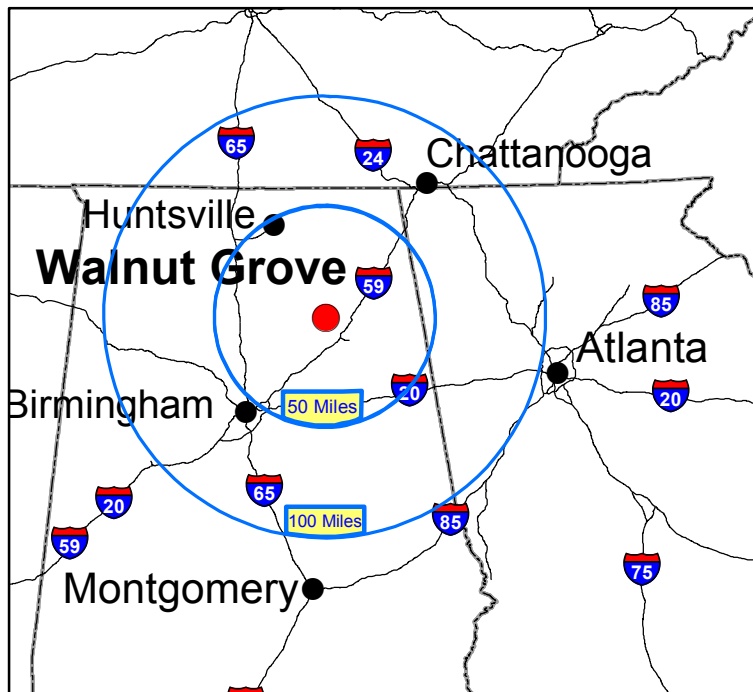 65
24
Chattanooga
Huntsville
Walnut Grove
59
85
Atlanta
20
20
Birmingham
50 Miles
65
20
100 Miles
85
59
75
Montgomery